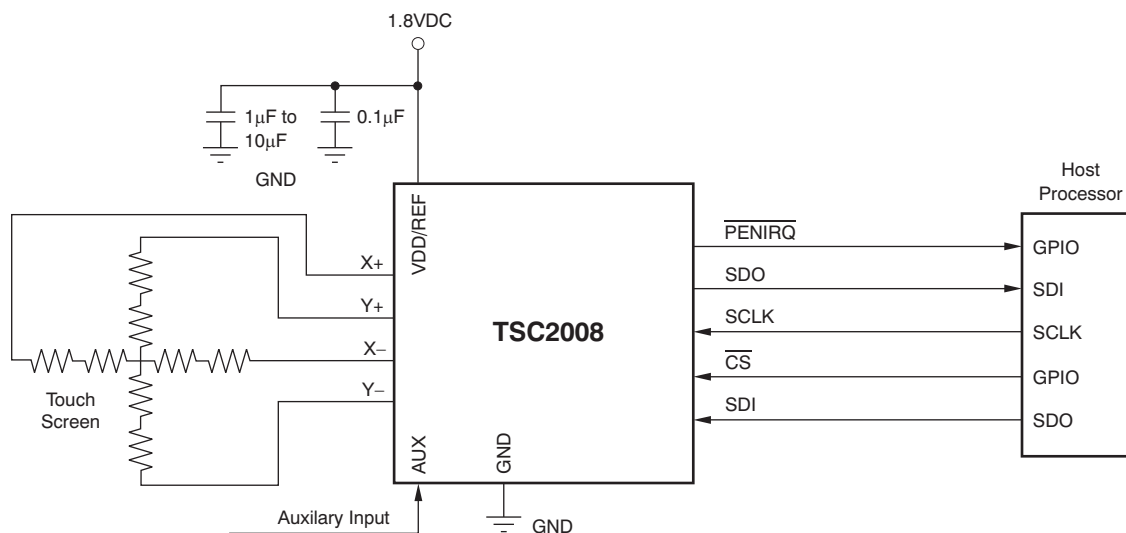 1.8VDC
1μF to
10μF
0.1μF
GND
Host
Processor
VDD/REF
PENIRQ
GPIO
X+
SDO
SDI
Y+
TSC2008
SCLK
SCLK
X−
CS
GPIO
Touch
Screen
Y−
SDI
SDO
AUX
GND
Auxilary Input
GND